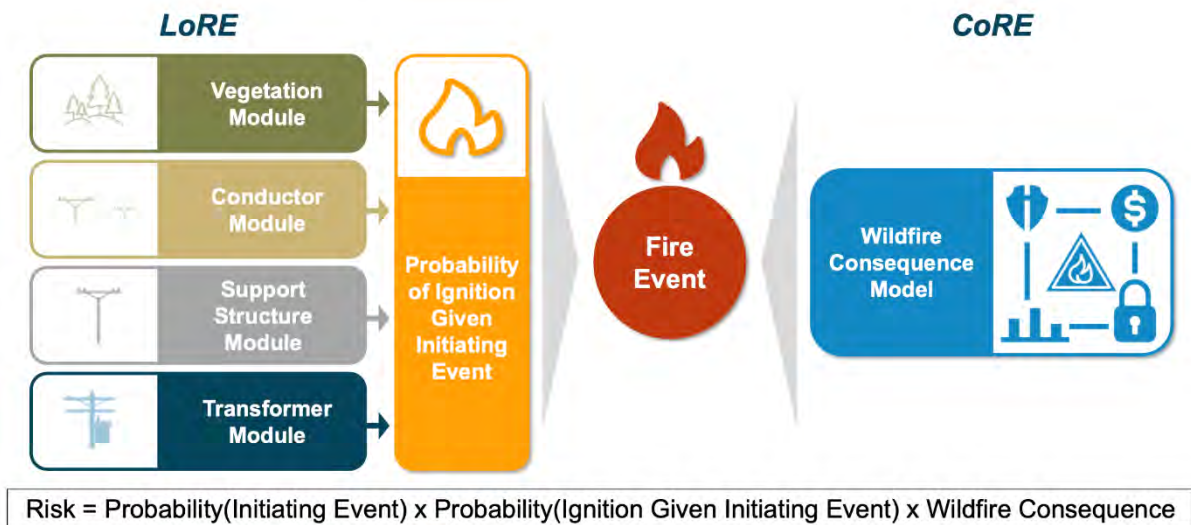 LoRE
CoRE
Vegetation
Module
Conductor
Module
Support
Structure
Module
Transformer
Module
Probability
of Ignition
Given
Initiating
Event
Fire
Event
Wildfire
Consequence
Model
$
Risk = Probability(Initiating Event) x Probability(Ignition Given Initiating Event) x Wildfire Consequence